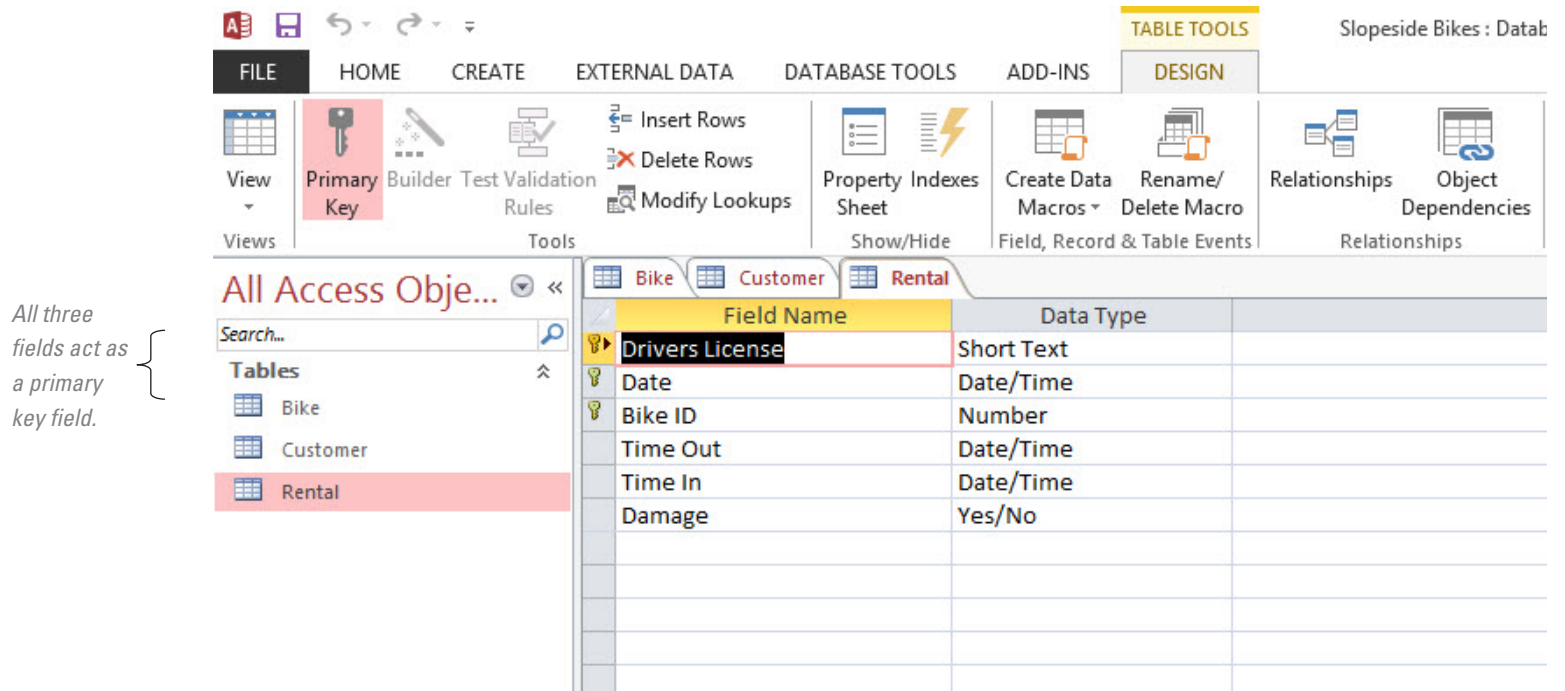 TABLE TOOLS
Slopeside Bikes : Datab
FILE HOME CREATE EXTERNAL DATA DATABASE TOOLS ADD-INS DESIGN
View
Primary Key
Builder
Test Validation Rules
Insert Rows
Delete Rows
Modify Lookups
Property Sheet
Indexes
Create Data Macros
Rename/ Delete Macro
Relationships
Object Dependencies
Views Tools Show/Hide Field, Record & Table Events Relationships
All three
fields act as
a primary
key field.
All Access Obje...
Search...
Tables
Bike
Customer
Rental
Bike Customer Rental
Field Name Data Type
Drivers License Short Text
Date Date/Time
Bike ID Number
Time Out Date/Time
Time In Date/Time
Damage Yes/No